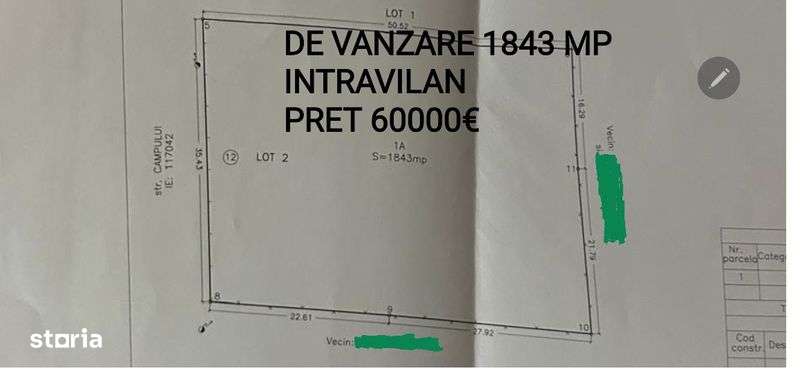 LOT 1
50.52
5
DE VANZARE 1843 MP
INTRAVILAN
PRET 60000€
16.29
Vecin:
str. CAMPULUI
IE: 117042
35.43
12
LOT 2
1A
S=1843mp
11
21.79
8
22.61
9
27.92
10
Vecin:
Nr.
parcela
Categ
1
T
Cod
constr.
Des
storia